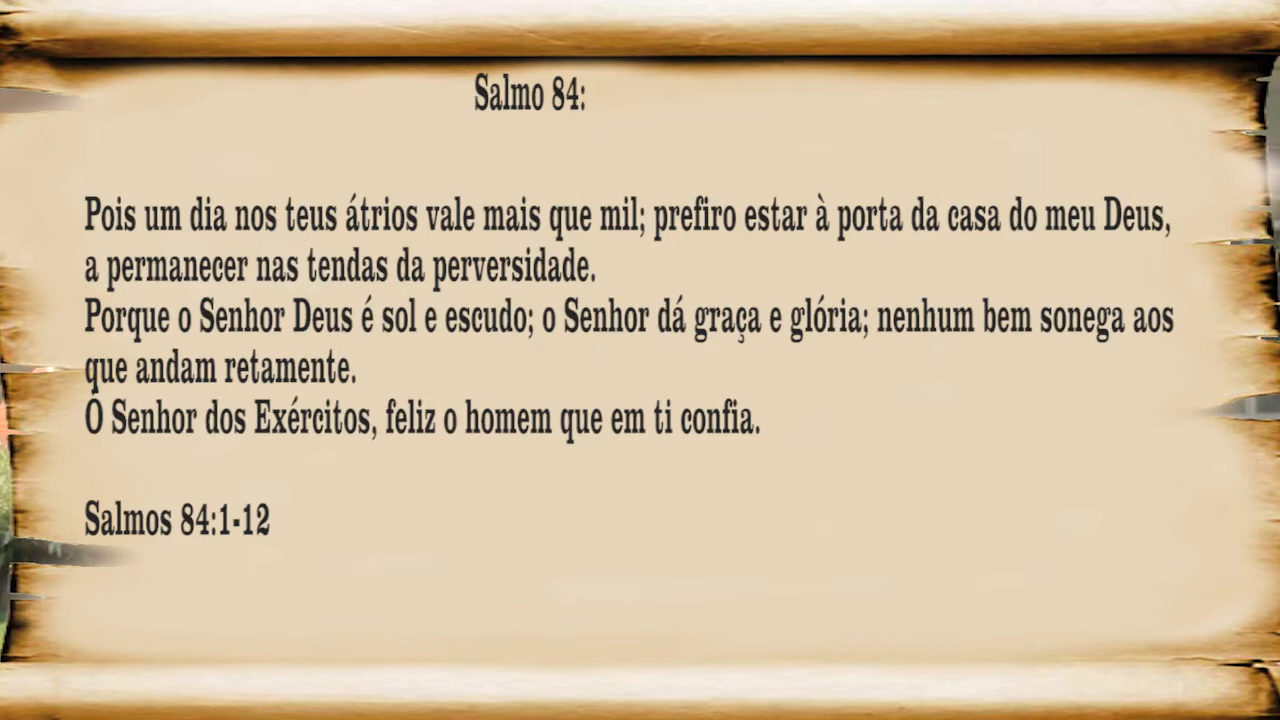 Salmo 84:
Pois um dia nos teus átrios vale mais que mil; prefiro estar à porta da casa do meu Deus,
a permanecer nas tendas da perversidade.
Porque o Senhor Deus é sol e escudo; o Senhor dá graça e glória; nenhum bem sonega aos
que andam retamente.
Ó Senhor dos Exércitos, feliz o homem que em ti confia.
Salmos 84:1-12